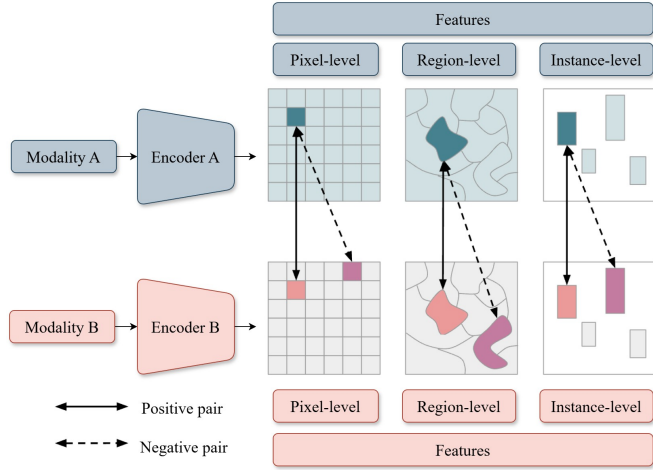 Features
Pixel-level
Region-level
Instance-level
Modality A
Encoder A
Modality B
Encoder B
Positive pair
Negative pair
Pixel-level
Region-level
Instance-level
Features